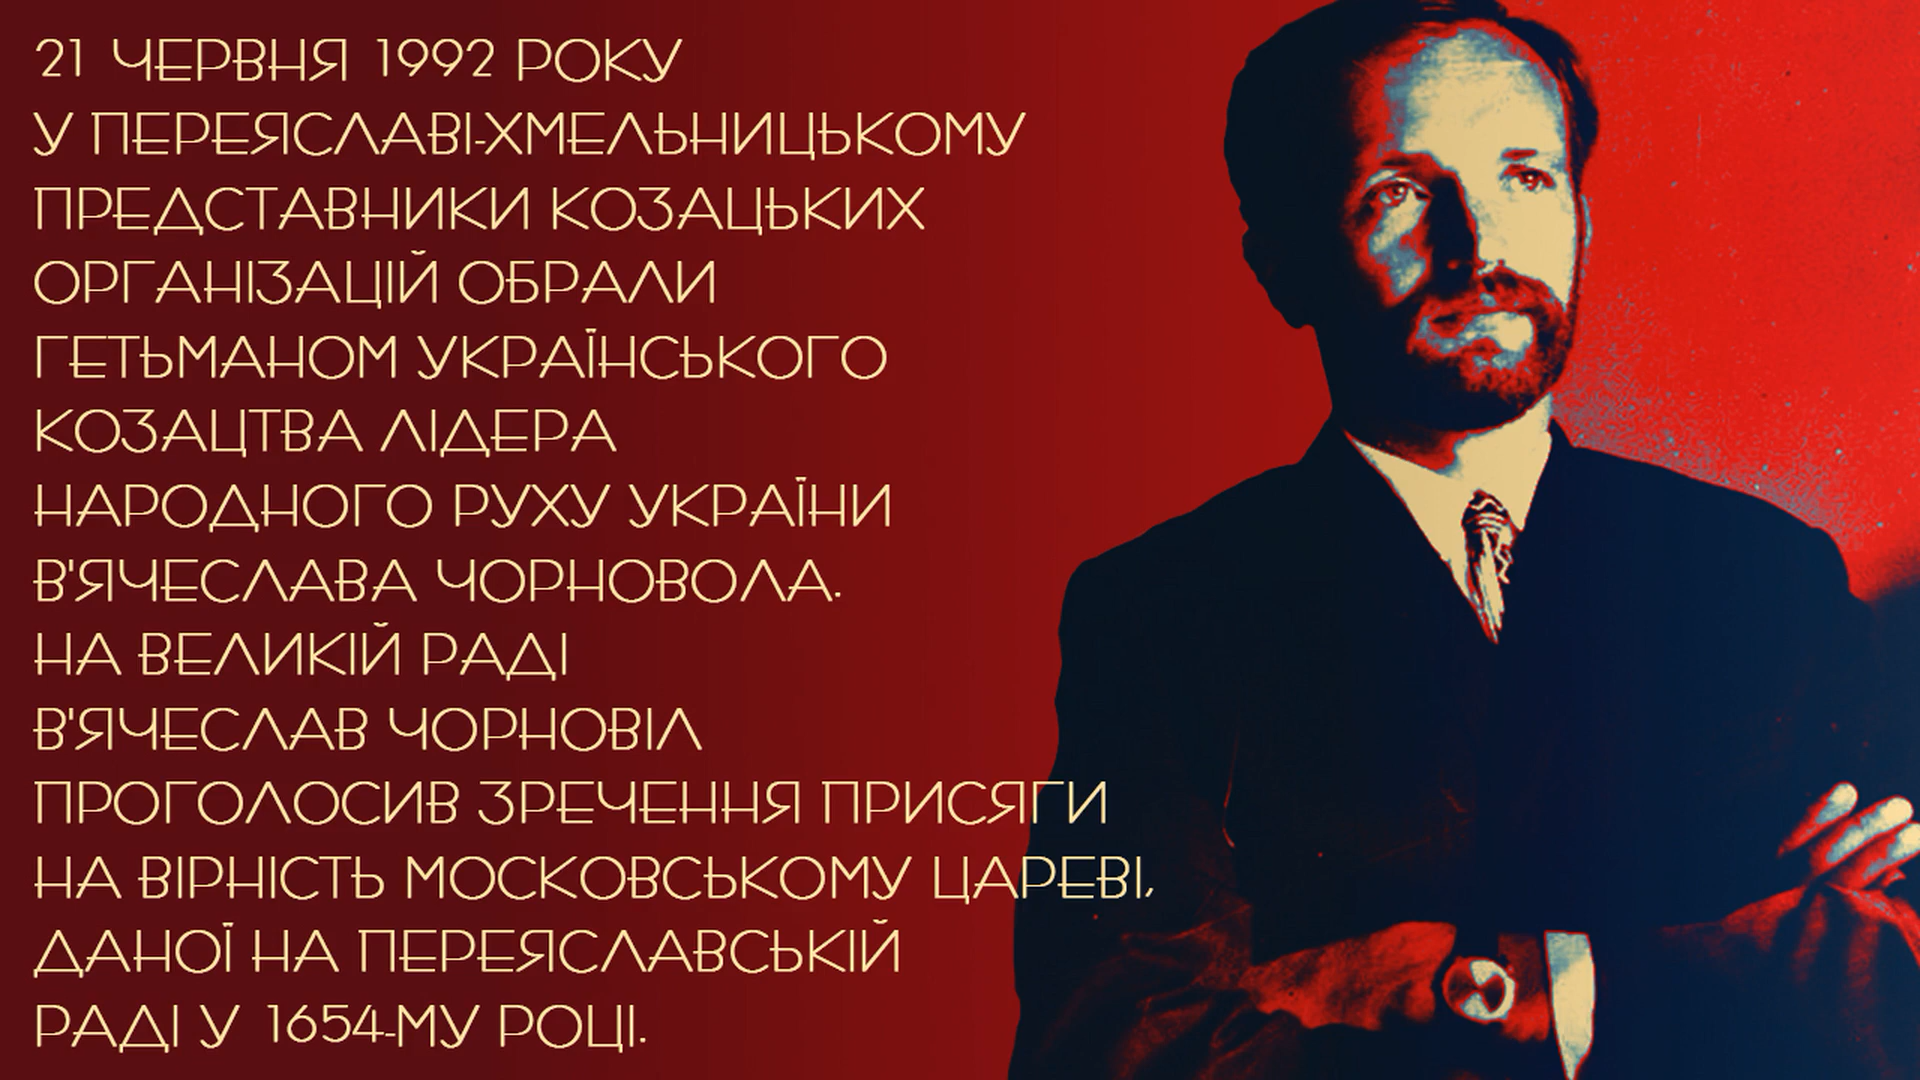 21 ЧЕРВНЯ 1992 РОКУ
У ПЕРЕЯСЛАВІ-ХМЕЛЬНИЦЬКОМУ
ПРЕДСТАВНИКИ КОЗАЦЬКИХ
ОРГАНІЗАЦІЙ ОБРАЛИ
ГЕТЬМАНОМ УКРАЇНСЬКОГО
КОЗАЦТВА ЛІДЕРА
НАРОДНОГО РУХУ УКРАЇНИ
В'ЯЧЕСЛАВА ЧОРНОВОЛА.
НА ВЕЛИКІЙ РАДІ
В'ЯЧЕСЛАВ ЧОРНОВІЛ
ПРОГОЛОСИВ ЗРЕЧЕННЯ ПРИСЯГИ
НА ВІРНІСТЬ МОСКОВСЬКОМУ ЦАРЕВІ,
ДАНОЇ НА ПЕРЕЯСЛАВСЬКІЙ
РАДІ У 1654-МУ РОЦІ.